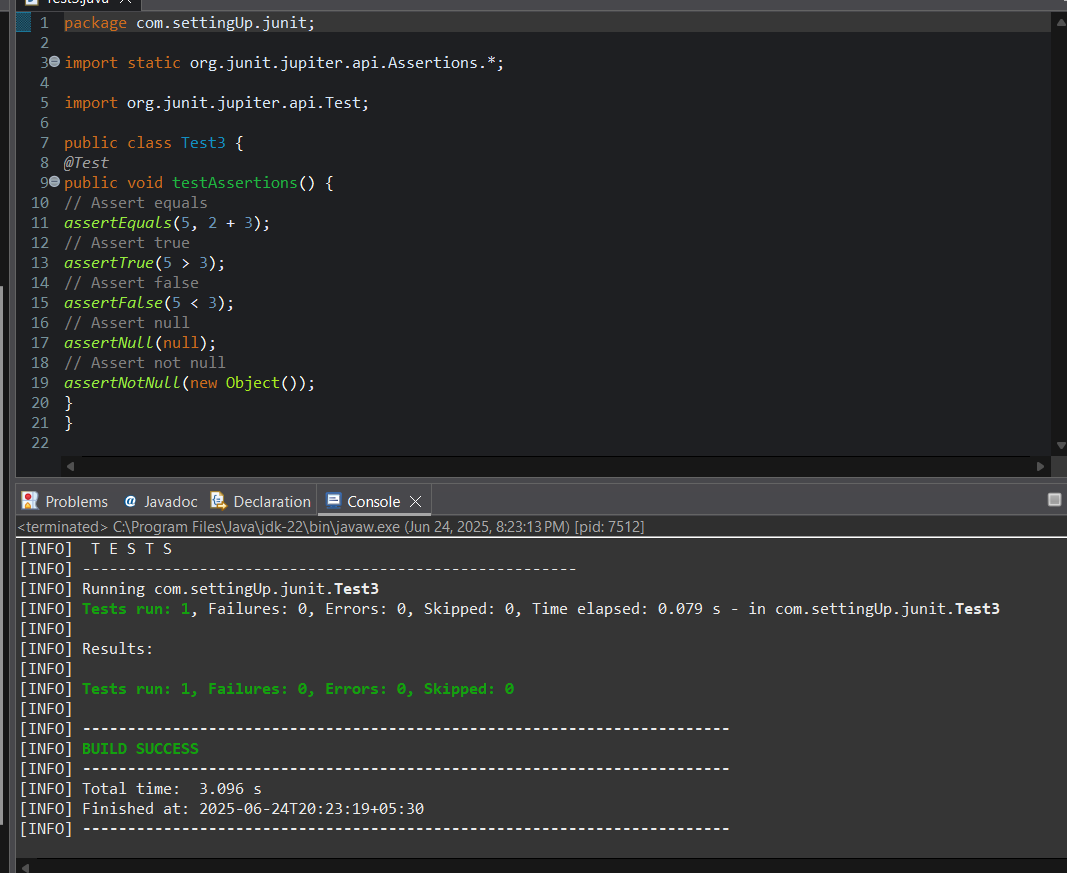 Test3.java
1 package com.settingUp.junit;
2
3 import static org.junit.jupiter.api.Assertions.*;
4
5 import org.junit.jupiter.api.Test;
6
7 public class Test3 {
8 @Test
9 public void testAssertions() {
10 // Assert equals
11 assertEquals(5, 2 + 3);
12 // Assert true
13 assertTrue(5 > 3);
14 // Assert false
15 assertFalse(5 < 3);
16 // Assert null
17 assertNull(null);
18 // Assert not null
19 assertNotNull(new Object());
20 }
21 }
22
Problems @ Javadoc Declaration Console
<terminated> C:\Program Files\Java\jdk-22\bin\javaw.exe (Jun 24, 2025, 8:23:13 PM) [pid: 7512]
[INFO]  T E S T S
[INFO] -------------------------------------------------------
[INFO] Running com.settingUp.junit.Test3
[INFO] Tests run: 1, Failures: 0, Errors: 0, Skipped: 0, Time elapsed: 0.079 s - in com.settingUp.junit.Test3
[INFO]
[INFO] Results:
[INFO]
[INFO] Tests run: 1, Failures: 0, Errors: 0, Skipped: 0
[INFO]
[INFO] ------------------------------------------------------------------------
[INFO] BUILD SUCCESS
[INFO] ------------------------------------------------------------------------
[INFO] Total time:  3.096 s
[INFO] Finished at: 2025-06-24T20:23:19+05:30
[INFO] ------------------------------------------------------------------------